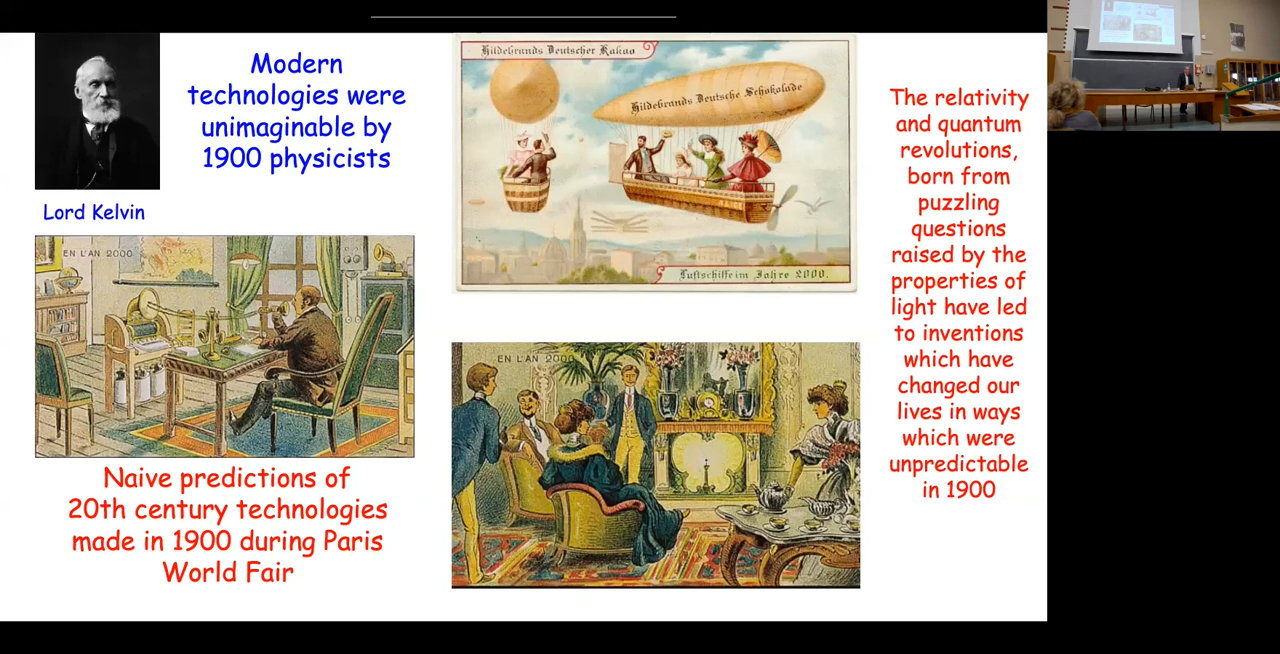 Modern
technologies were
unimaginable by
1900 physicists
Lord Kelvin
EN L'AN 2000
Naive predictions of
20th century technologies
made in 1900 during Paris
World Fair
Hildebrands Deutscher Kakao
Hildebrands Deutsche Schokolade
Luftschiffe im Jahre 2000.
EN L'AN 2000
The relativity
and quantum
revolutions,
born from
puzzling
questions
raised by the
properties of
light have led
to inventions
which have
changed our
lives in ways
which were
unpredictable
in 1900